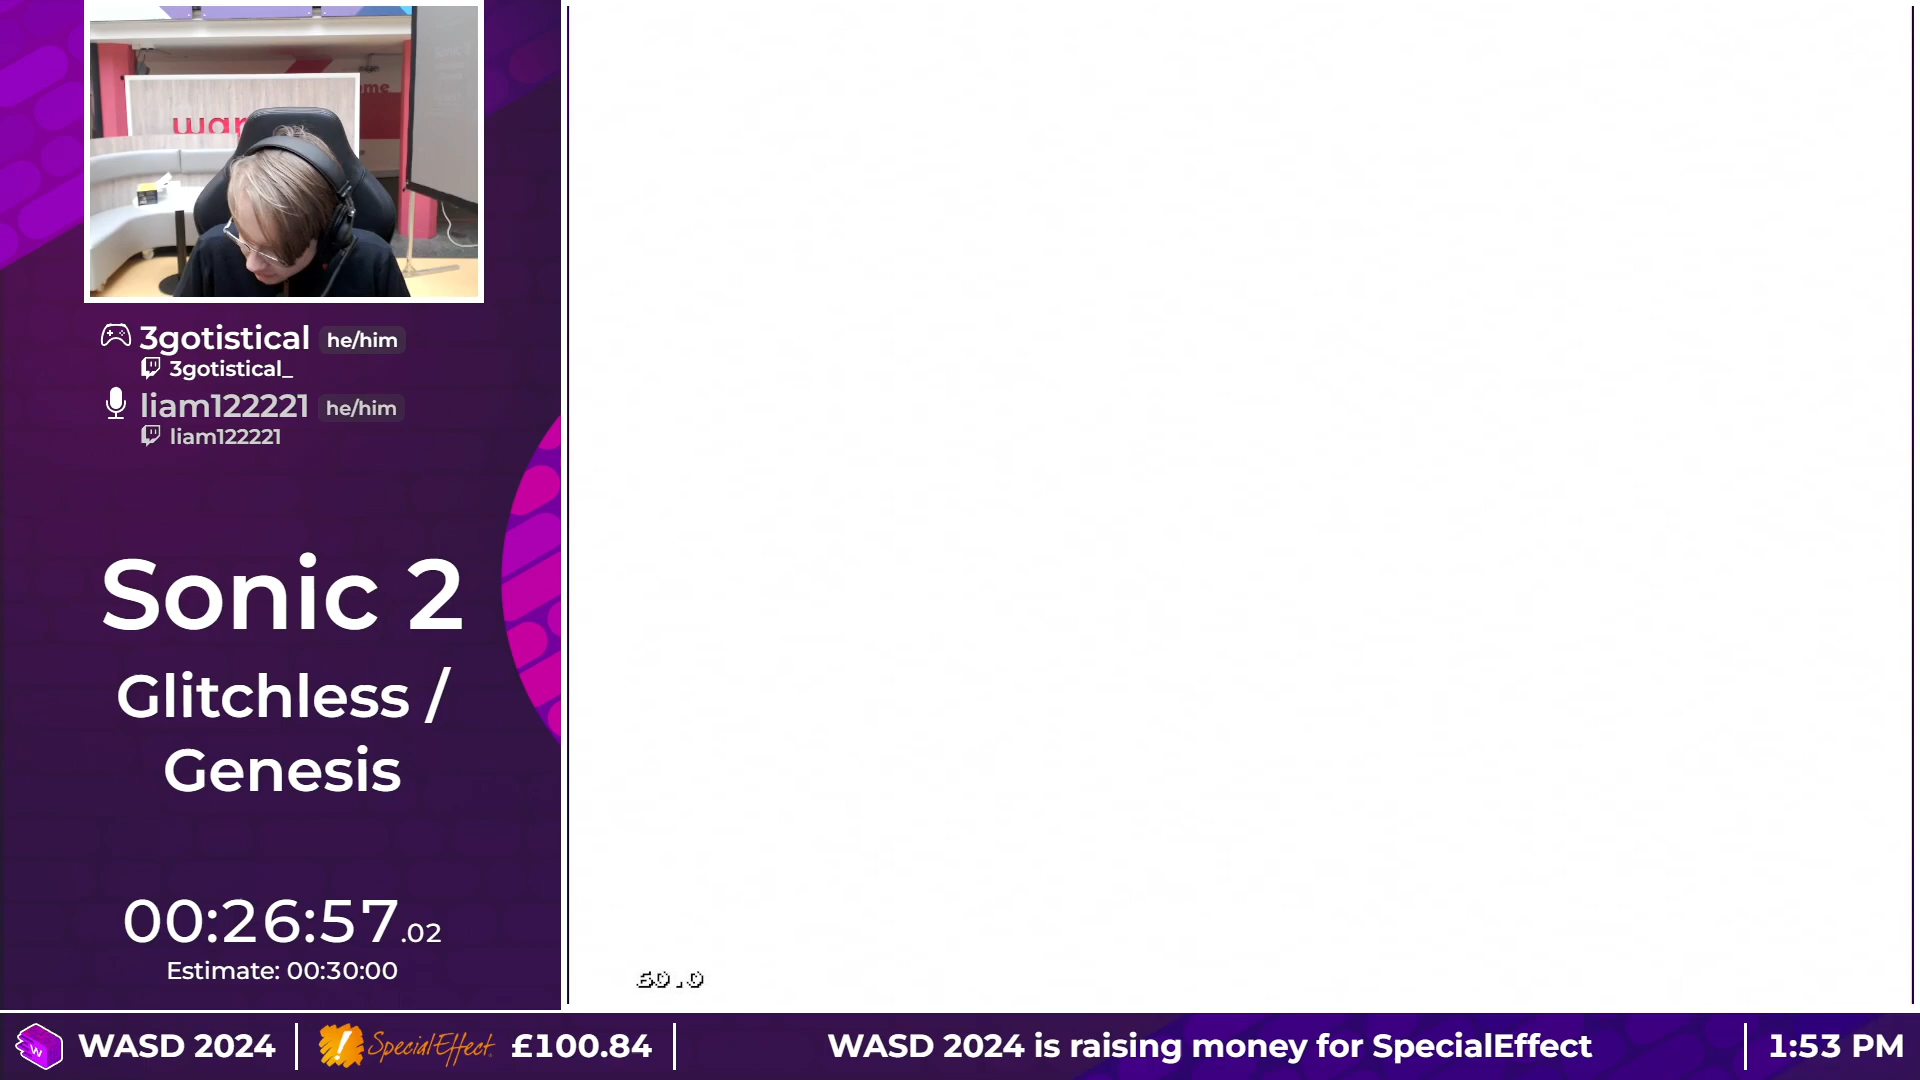 3gotistical he/him
3gotistical_
liam122221 he/him
liam122221
Sonic 2
Glitchless /
Genesis
00:26:57.02
Estimate: 00:30:00
60.0
WASD 2024
SpecialEffect
£100.84
WASD 2024 is raising money for SpecialEffect
1:53 PM